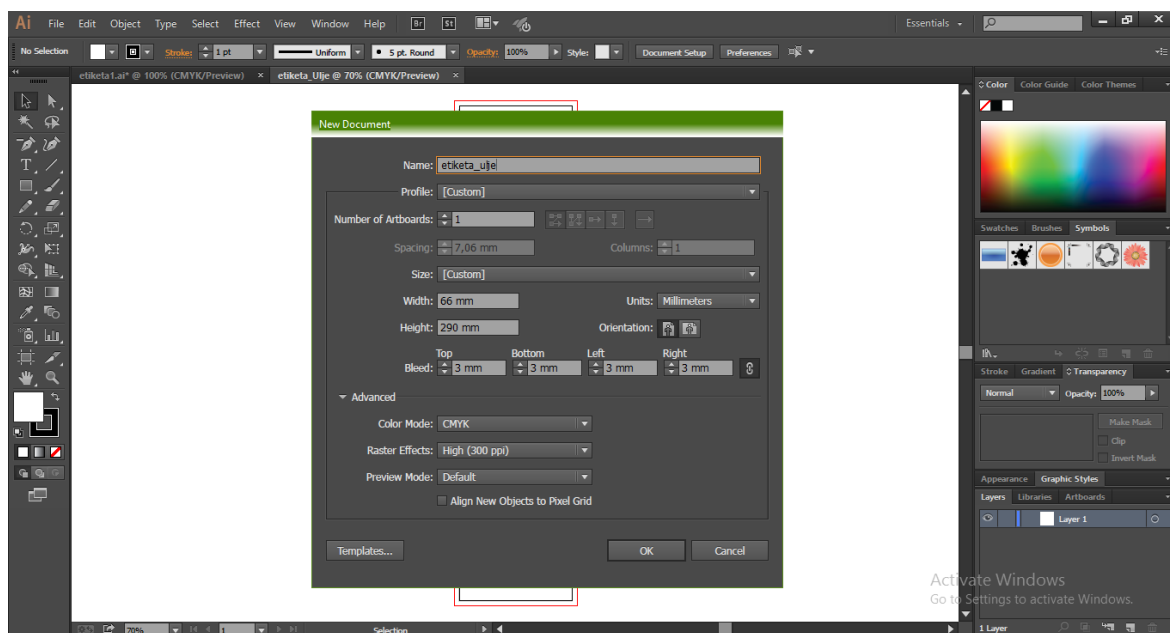 Ai File Edit Object Type Select Effect View Window Help Br St Essentials
No Selection Stroke: 1 pt Uniform 5 pt. Round Opacity: 100% Style: Document Setup Preferences
etiketa1.ai* @ 100% (CMYK/Preview) × etiketa_Ulje @ 70% (CMYK/Preview) ×
Color Color Guide Color Themes
New Document
Name: etiketa_ulje
Profile: [Custom]
Number of Artboards: 1
Spacing: 7,06 mm Columns: 1
Size: [Custom]
Width: 66 mm Units: Millimeters
Height: 290 mm Orientation:
Top Bottom Left Right
Bleed: 3 mm 3 mm 3 mm 3 mm
Advanced
Color Mode: CMYK
Raster Effects: High (300 ppi)
Preview Mode: Default
Align New Objects to Pixel Grid
Templates... OK Cancel
Swatches Brushes Symbols
Stroke Gradient Transparency
Normal Opacity: 100%
Make Mask
Clip
Invert Mask
Appearance Graphic Styles
Layers Libraries Artboards
Layer 1
Activate Windows
Go to Settings to activate Windows.
70% 1 Selection 1 Layer